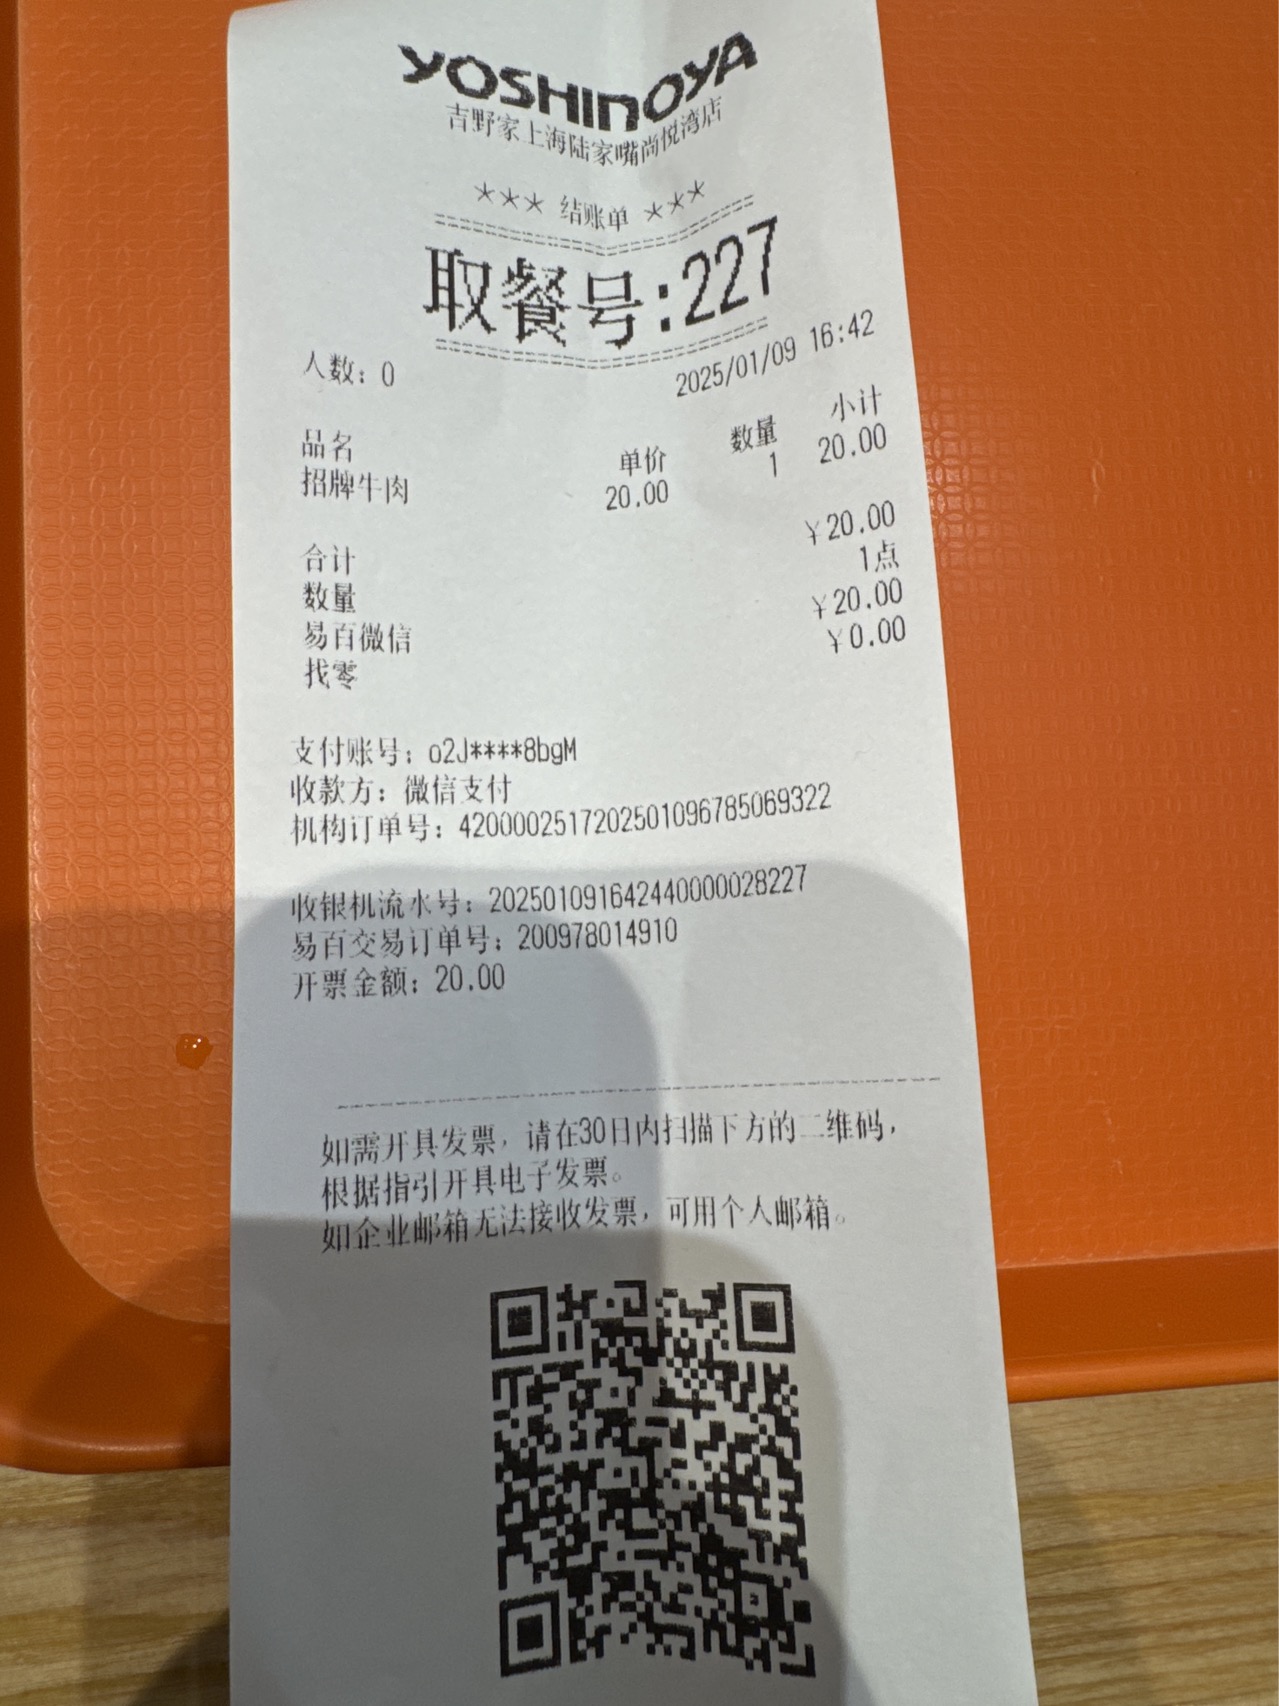 YOSHINOYA
吉野家上海陆家嘴尚悦湾店
*** 结账单 ***
取餐号:227
人数: 0 2025/01/09 16:42
品名 单价 数量 小计
招牌牛肉 20.00 1 20.00
合计 ¥20.00
数量 1点
易百微信 ¥20.00
找零 ¥0.00
支付账号: o2J****8bgM
收款方: 微信支付
机构订单号: 4200002517202501096785069322
收银机流水号: 202501091642440000028227
易百交易订单号: 200978014910
开票金额: 20.00
如需开具发票, 请在30日内扫描下方的二维码,
根据指引开具电子发票。
如企业邮箱无法接收发票, 可用个人邮箱。